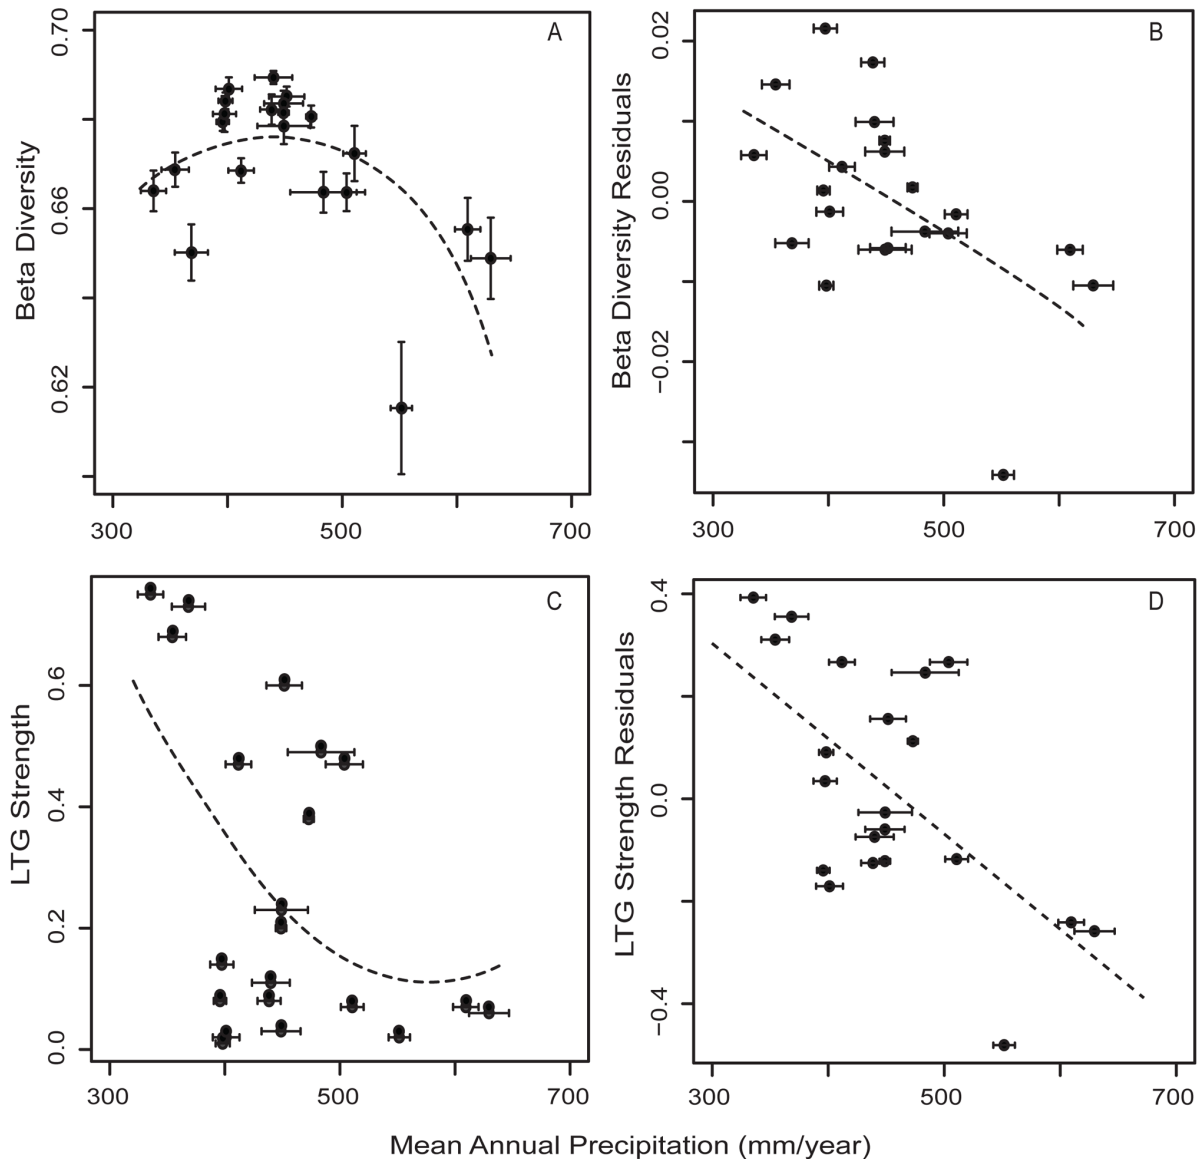 A
Beta Diversity
0.70
0.66
0.62
300
500
700
B
Beta Diversity Residuals
0.02
0.00
−0.02
300
500
700
C
LTG Strength
0.6
0.4
0.2
0.0
300
500
700
D
LTG Strength Residuals
0.4
0.0
−0.4
300
500
700
Mean Annual Precipitation (mm/year)